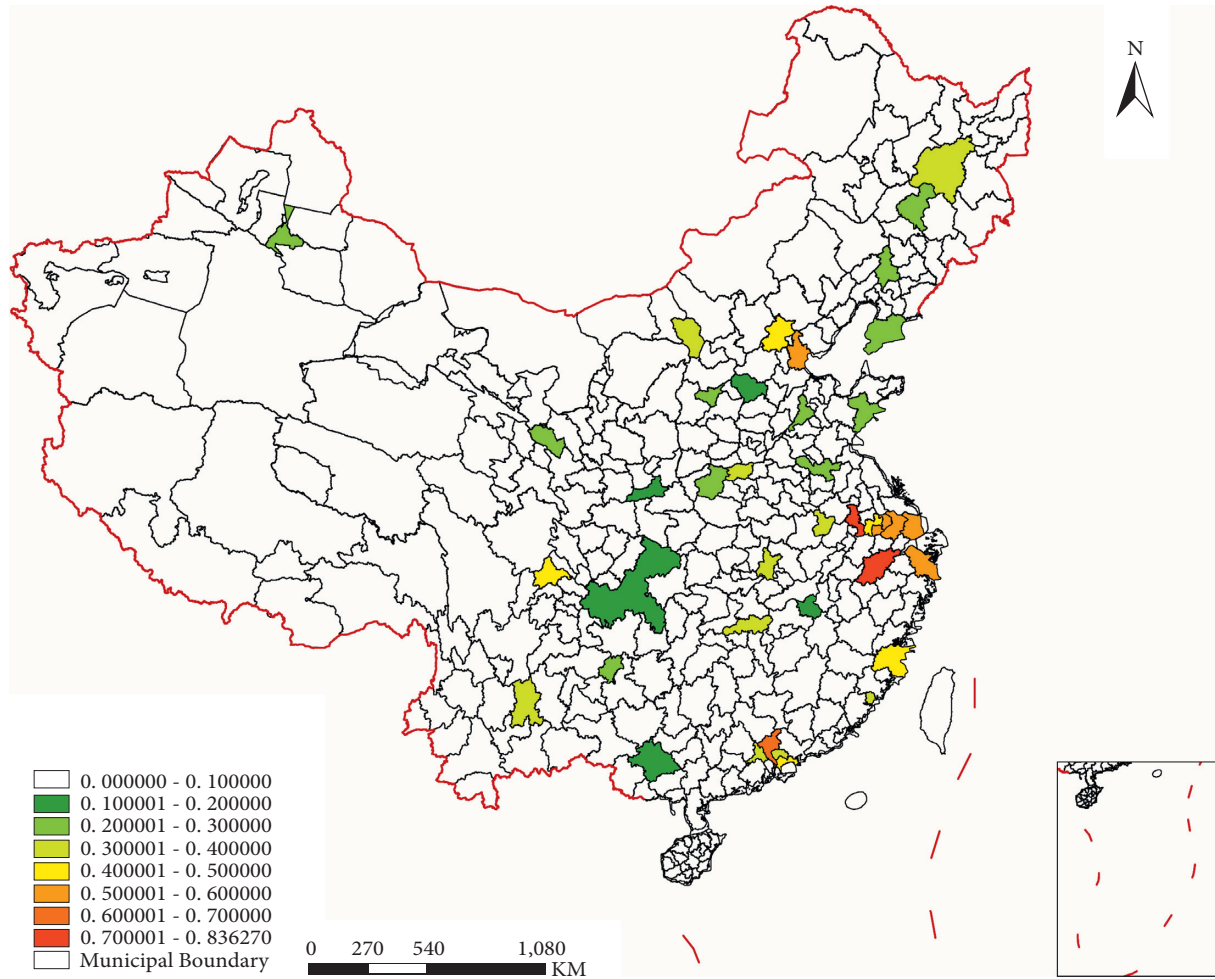 N
0. 000000 - 0. 100000
0. 100001 - 0. 200000
0. 200001 - 0. 300000
0. 300001 - 0. 400000
0. 400001 - 0. 500000
0. 500001 - 0. 600000
0. 600001 - 0. 700000
0. 700001 - 0. 836270
Municipal Boundary
0 270 540 1,080
KM